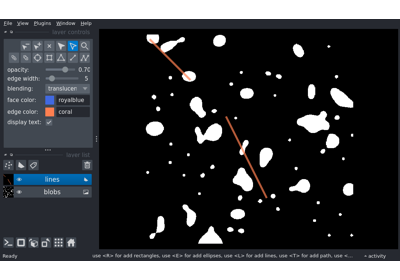 File View Plugins Window Help
layer controls
opacity: 0.70
edge width: 5
blending: translucen
face color: royalblue
edge color: coral
display text:
layer list
lines
blobs
Ready use <R> for add rectangles, use <E> for add ellipses, use <L> for add lines, use <T> for add path, use <... activity